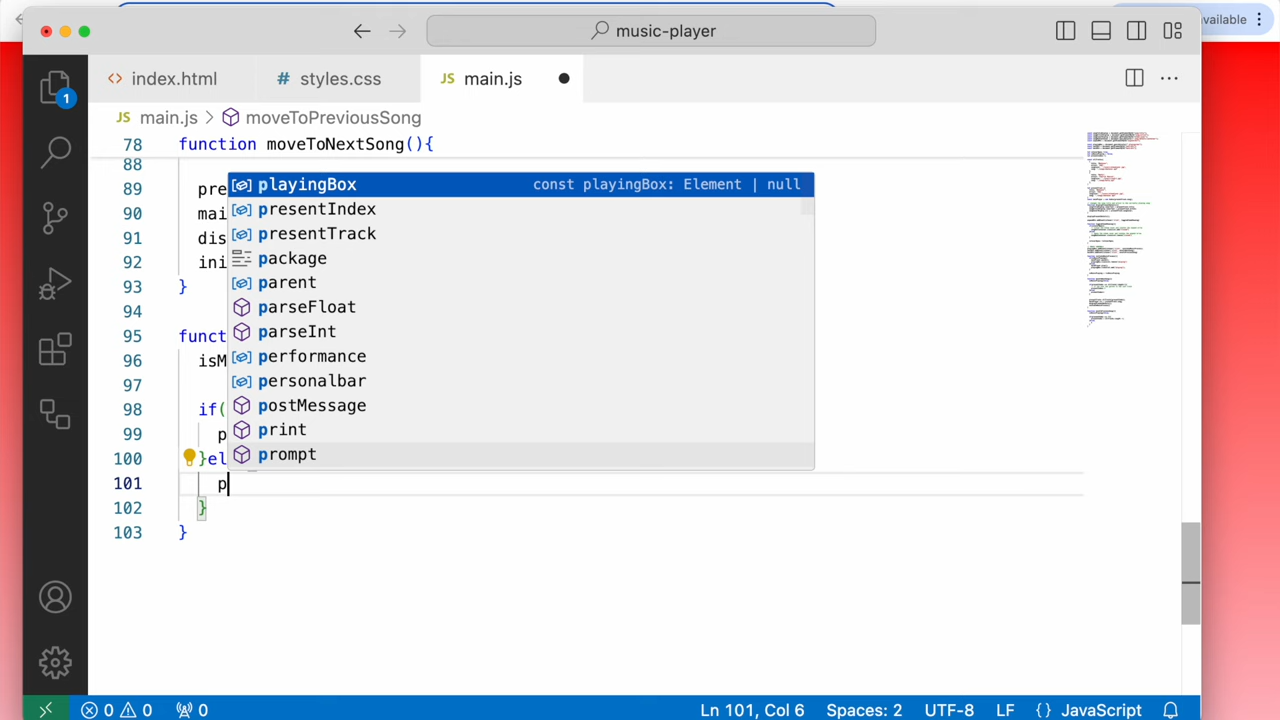 vailable
music-player
index.html
# styles.css
JS main.js
1
JS main.js > moveToPreviousSong
78 function moveToNextSong(){
88
89 pre
90 mai
91 dis
92 ini
93 }
94
95 funct
96 isM
97
98 if(
99 p
100 }el
101 p
102 }
103 }
playingBox const playingBox: Element | null
presentIndex
presentTrack
package
parent
parseFloat
parseInt
performance
personalbar
postMessage
print
prompt
0 0 0 Ln 101, Col 6 Spaces: 2 UTF-8 LF {} JavaScript